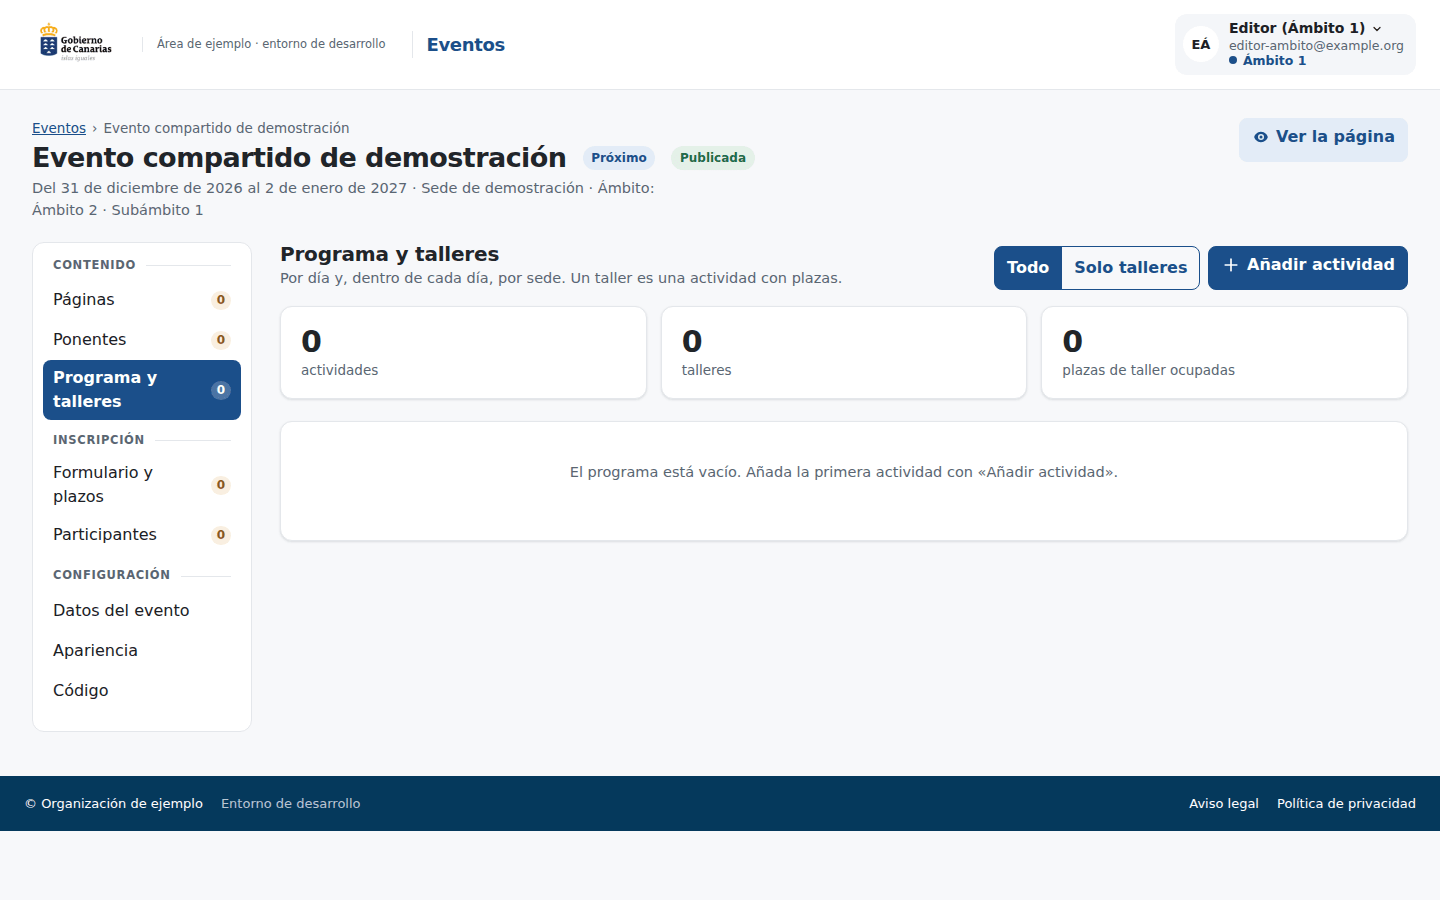 Gobierno
de Canarias
islas iguales
Área de ejemplo · entorno de desarrollo
Eventos
EÁ
Editor (Ámbito 1)
editor-ambito@example.org
Ámbito 1
Eventos › Evento compartido de demostración
Ver la página
Evento compartido de demostración
Próximo
Publicada
Del 31 de diciembre de 2026 al 2 de enero de 2027 · Sede de demostración · Ámbito:
Ámbito 2 · Subámbito 1
CONTENIDO
Páginas 0
Ponentes 0
Programa y
talleres 0
INSCRIPCIÓN
Formulario y
plazos 0
Participantes 0
CONFIGURACIÓN
Datos del evento
Apariencia
Código
Programa y talleres
Por día y, dentro de cada día, por sede. Un taller es una actividad con plazas.
Todo
Solo talleres
Añadir actividad
0
actividades
0
talleres
0
plazas de taller ocupadas
El programa está vacío. Añada la primera actividad con «Añadir actividad».
© Organización de ejemplo
Entorno de desarrollo
Aviso legal
Política de privacidad